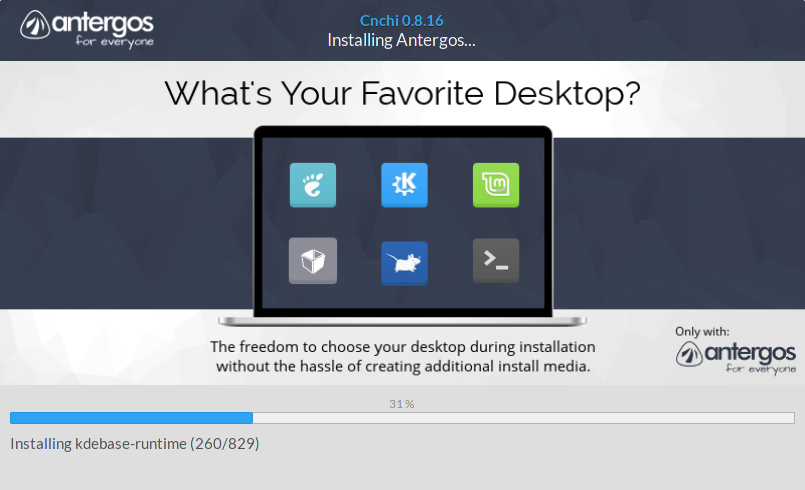 antergos
for everyone
Cnchi 0.8.16
Installing Antergos...
What's Your Favorite Desktop?
K
lm
>_
The freedom to choose your desktop during installation
without the hassle of creating additional install media.
Only with:
antergos
for everyone
31%
Installing kdebase-runtime (260/829)